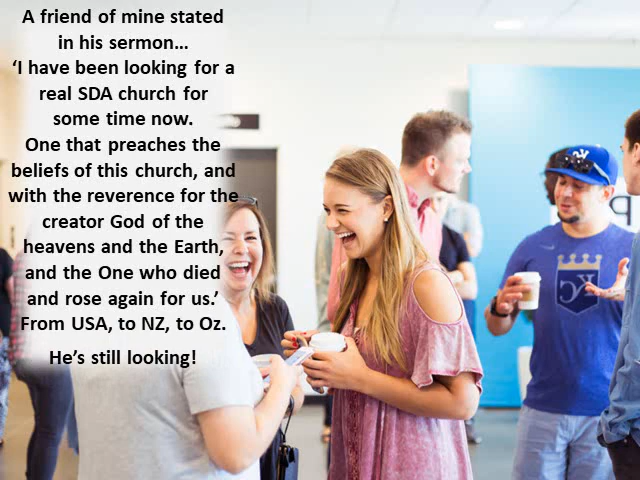 A friend of mine stated
in his sermon…
‘I have been looking for a
real SDA church for
some time now.
One that preaches the
beliefs of this church, and
with the reverence for the
creator God of the
heavens and the Earth,
and the One who died
and rose again for us.’
From USA, to NZ, to Oz.
He’s still looking!
KC
KC